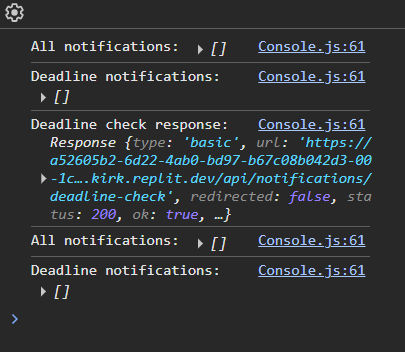 All notifications: ▶ [] Console.js:61
Deadline notifications: Console.js:61
▶ []
Deadline check response: Console.js:61
Response {type: 'basic', url: 'https://
a52605b2-6d22-4ab0-bd97-b67c08b042d3-00
▶ -1c….kirk.replit.dev/api/notifications/
deadline-check', redirected: false, sta
tus: 200, ok: true, …}
All notifications: ▶ [] Console.js:61
Deadline notifications: Console.js:61
▶ []